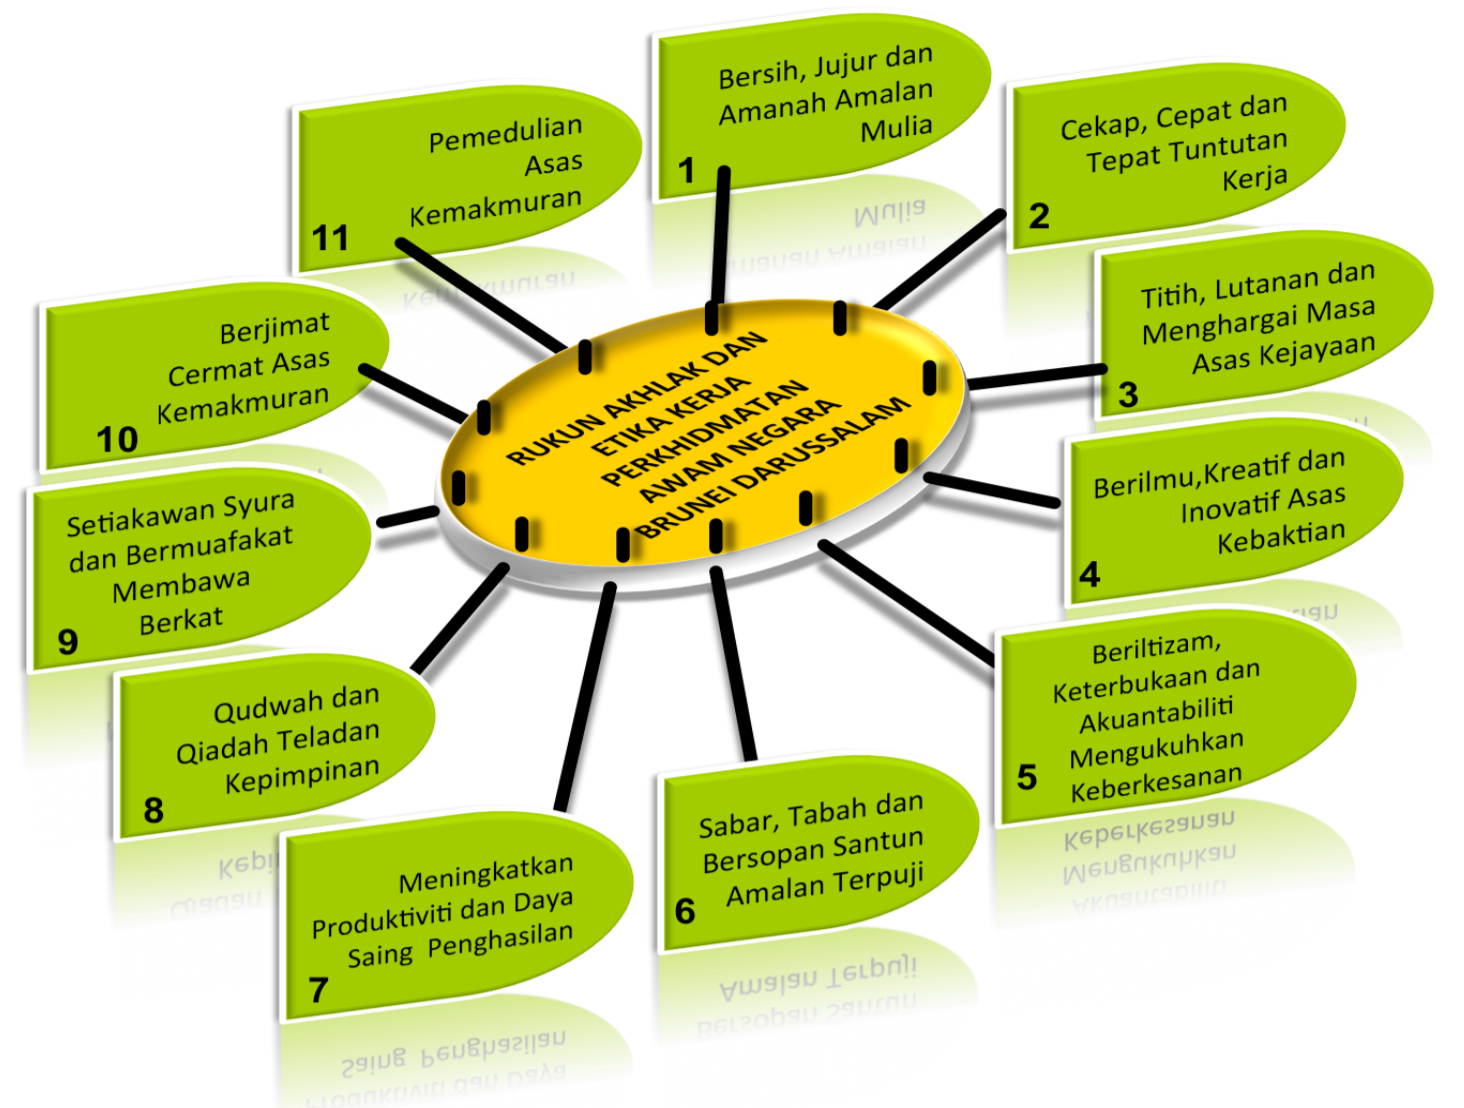 RUKUN AKHLAK DAN
ETIKA KERJA
PERKHIDMATAN
AWAM NEGARA
BRUNEI DARUSSALAM
Bersih, Jujur dan
Amanah Amalan
Mulia
1
Cekap, Cepat dan
Tepat Tuntutan
Kerja
2
Titih, Lutanan dan
Menghargai Masa
Asas Kejayaan
3
Berilmu,Kreatif dan
Inovatif Asas
Kebaktian
4
Beriltizam,
Keterbukaan dan
Akuantabiliti
Mengukuhkan
Keberkesanan
5
Sabar, Tabah dan
Bersopan Santun
Amalan Terpuji
6
Meningkatkan
Produktiviti dan Daya
Saing  Penghasilan
7
Qudwah dan
Qiadah Teladan
Kepimpinan
8
Setiakawan Syura
dan Bermuafakat
Membawa
Berkat
9
Berjimat
Cermat Asas
Kemakmuran
10
Pemedulian
Asas
Kemakmuran
11